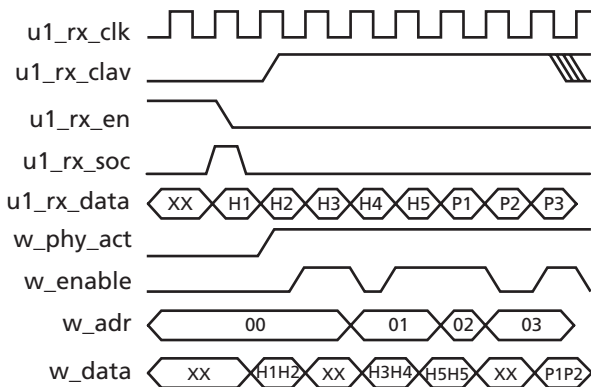 u1_rx_clk
u1_rx_clav
u1_rx_en
u1_rx_soc
u1_rx_data XX H1 H2 H3 H4 H5 P1 P2 P3
w_phy_act
w_enable
w_adr 00 01 02 03
w_data XX H1H2 XX H3H4 H5H5 XX P1P2